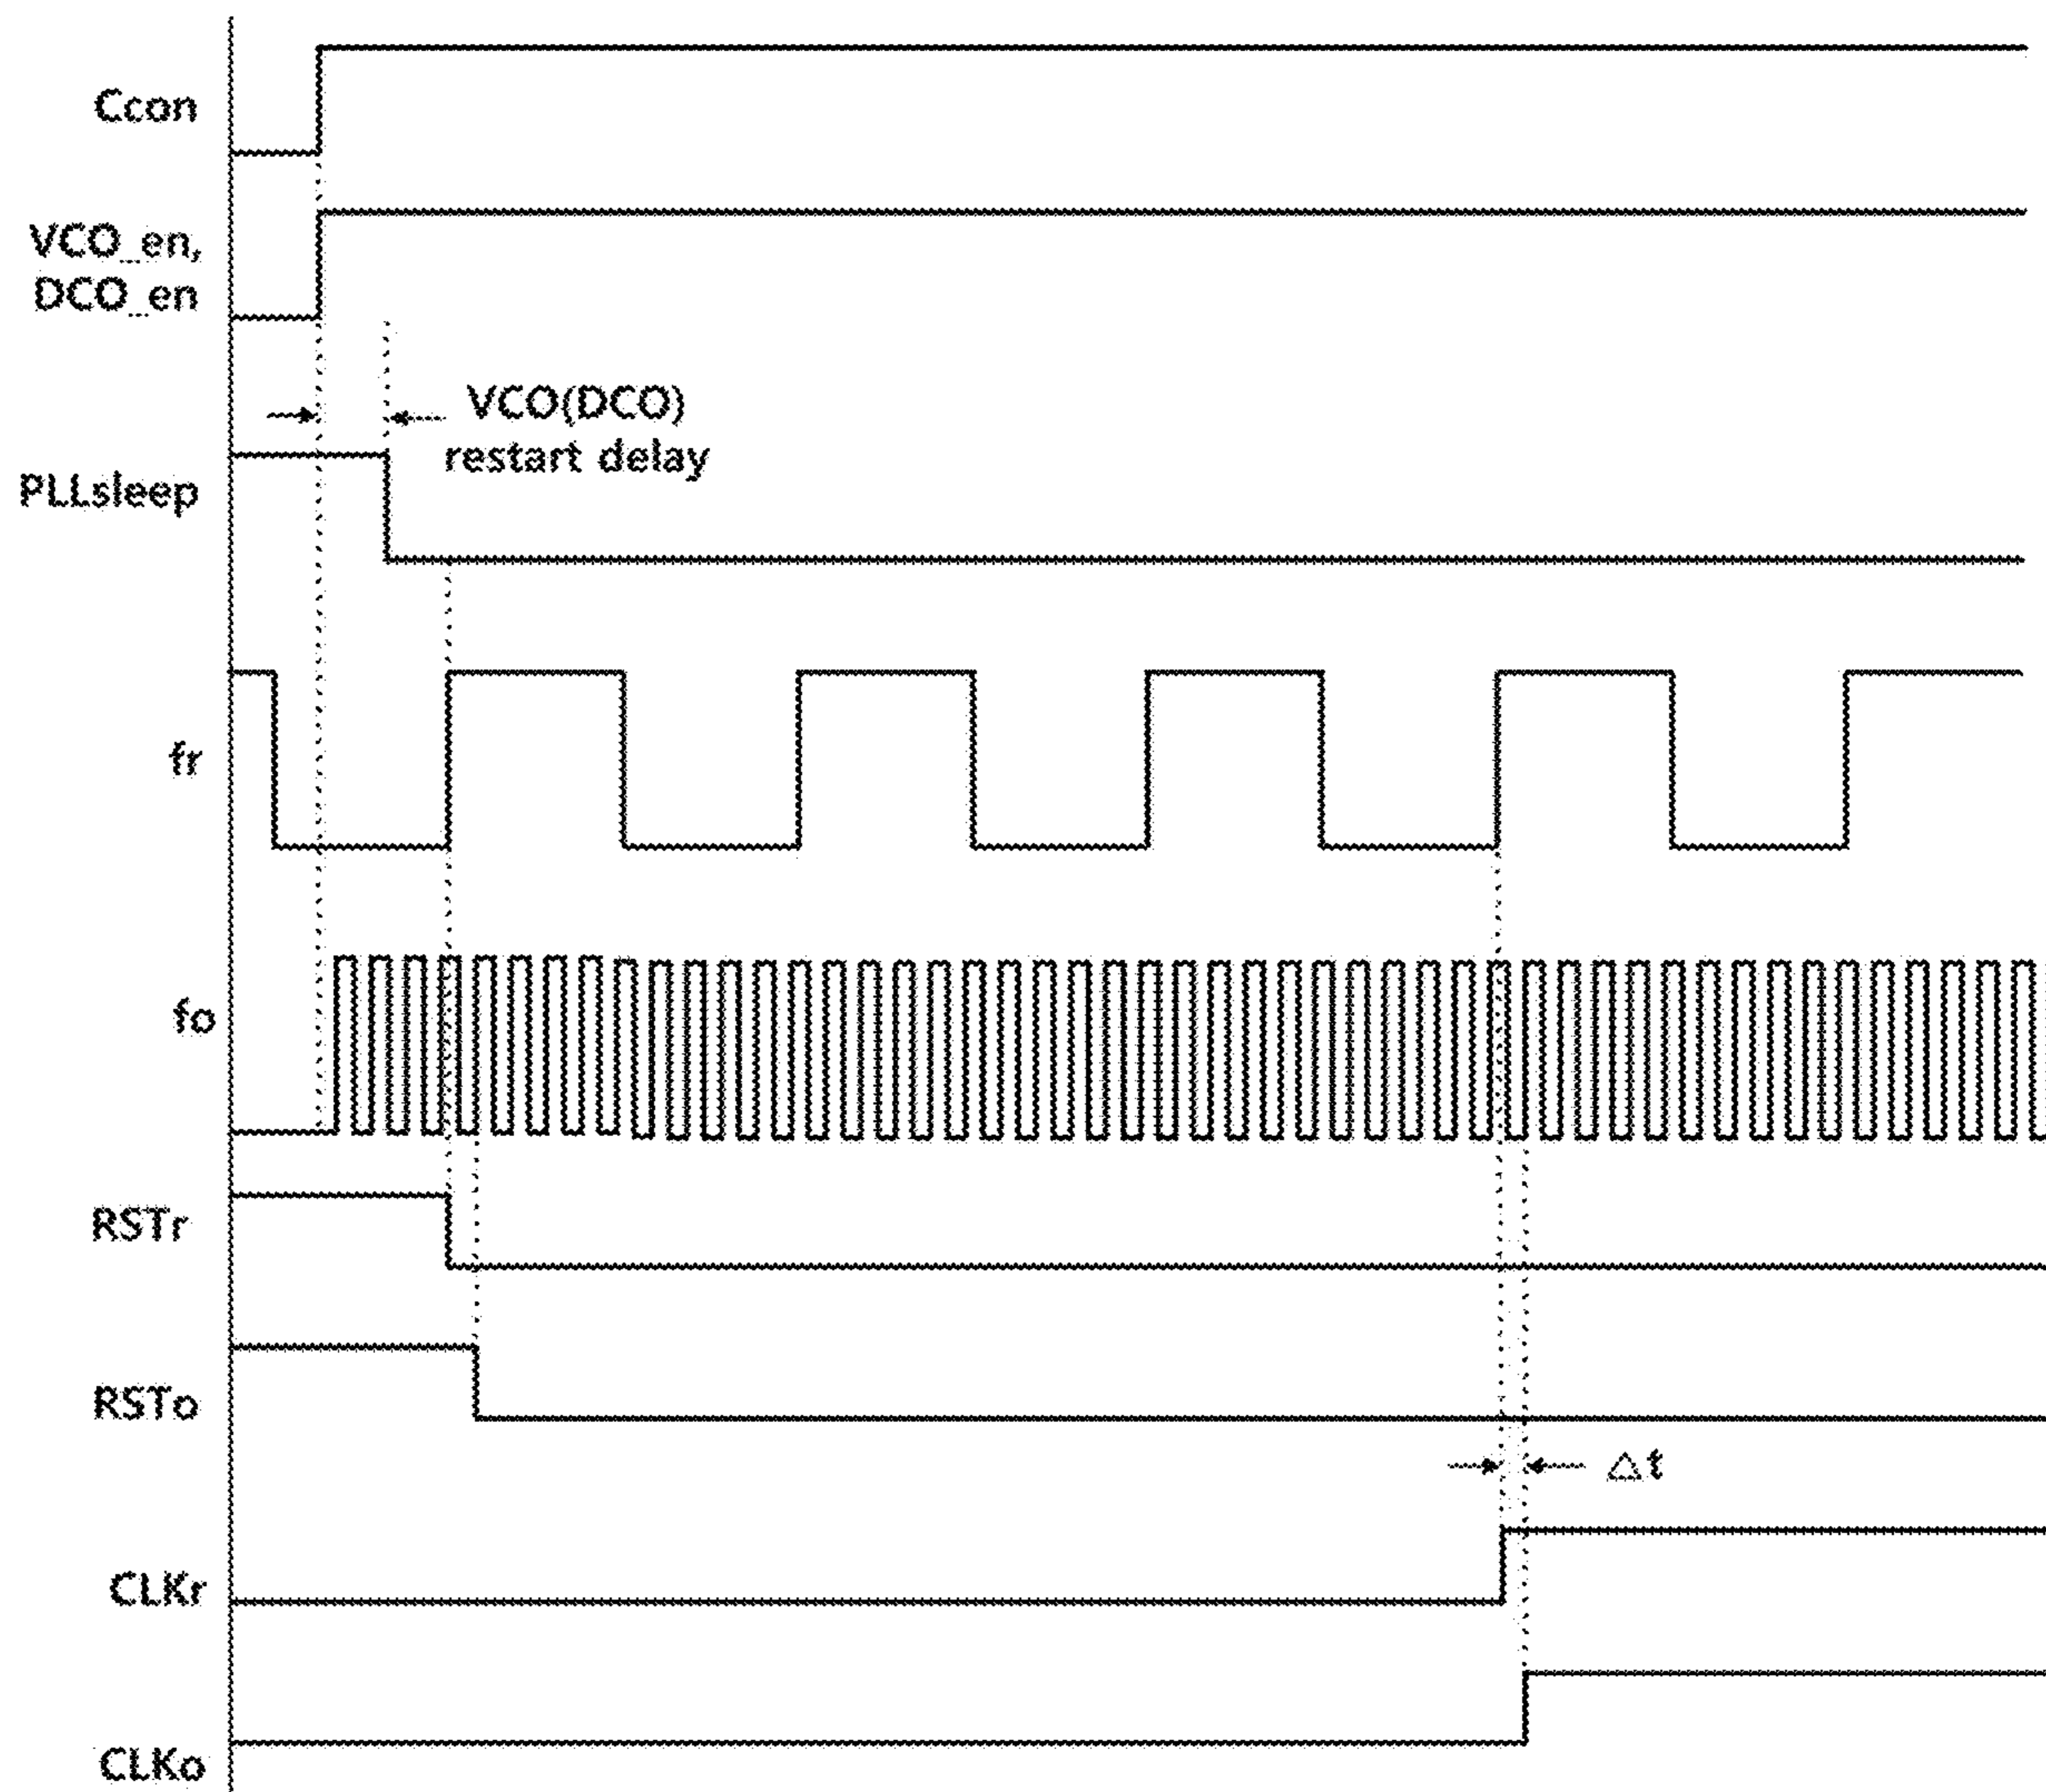 Ccon
VCO_en,
DCO_en
VCO(DCO)
restart delay
PLLsleep
fr
fo
RSTr
RSTo
△t
CLKr
CLKo